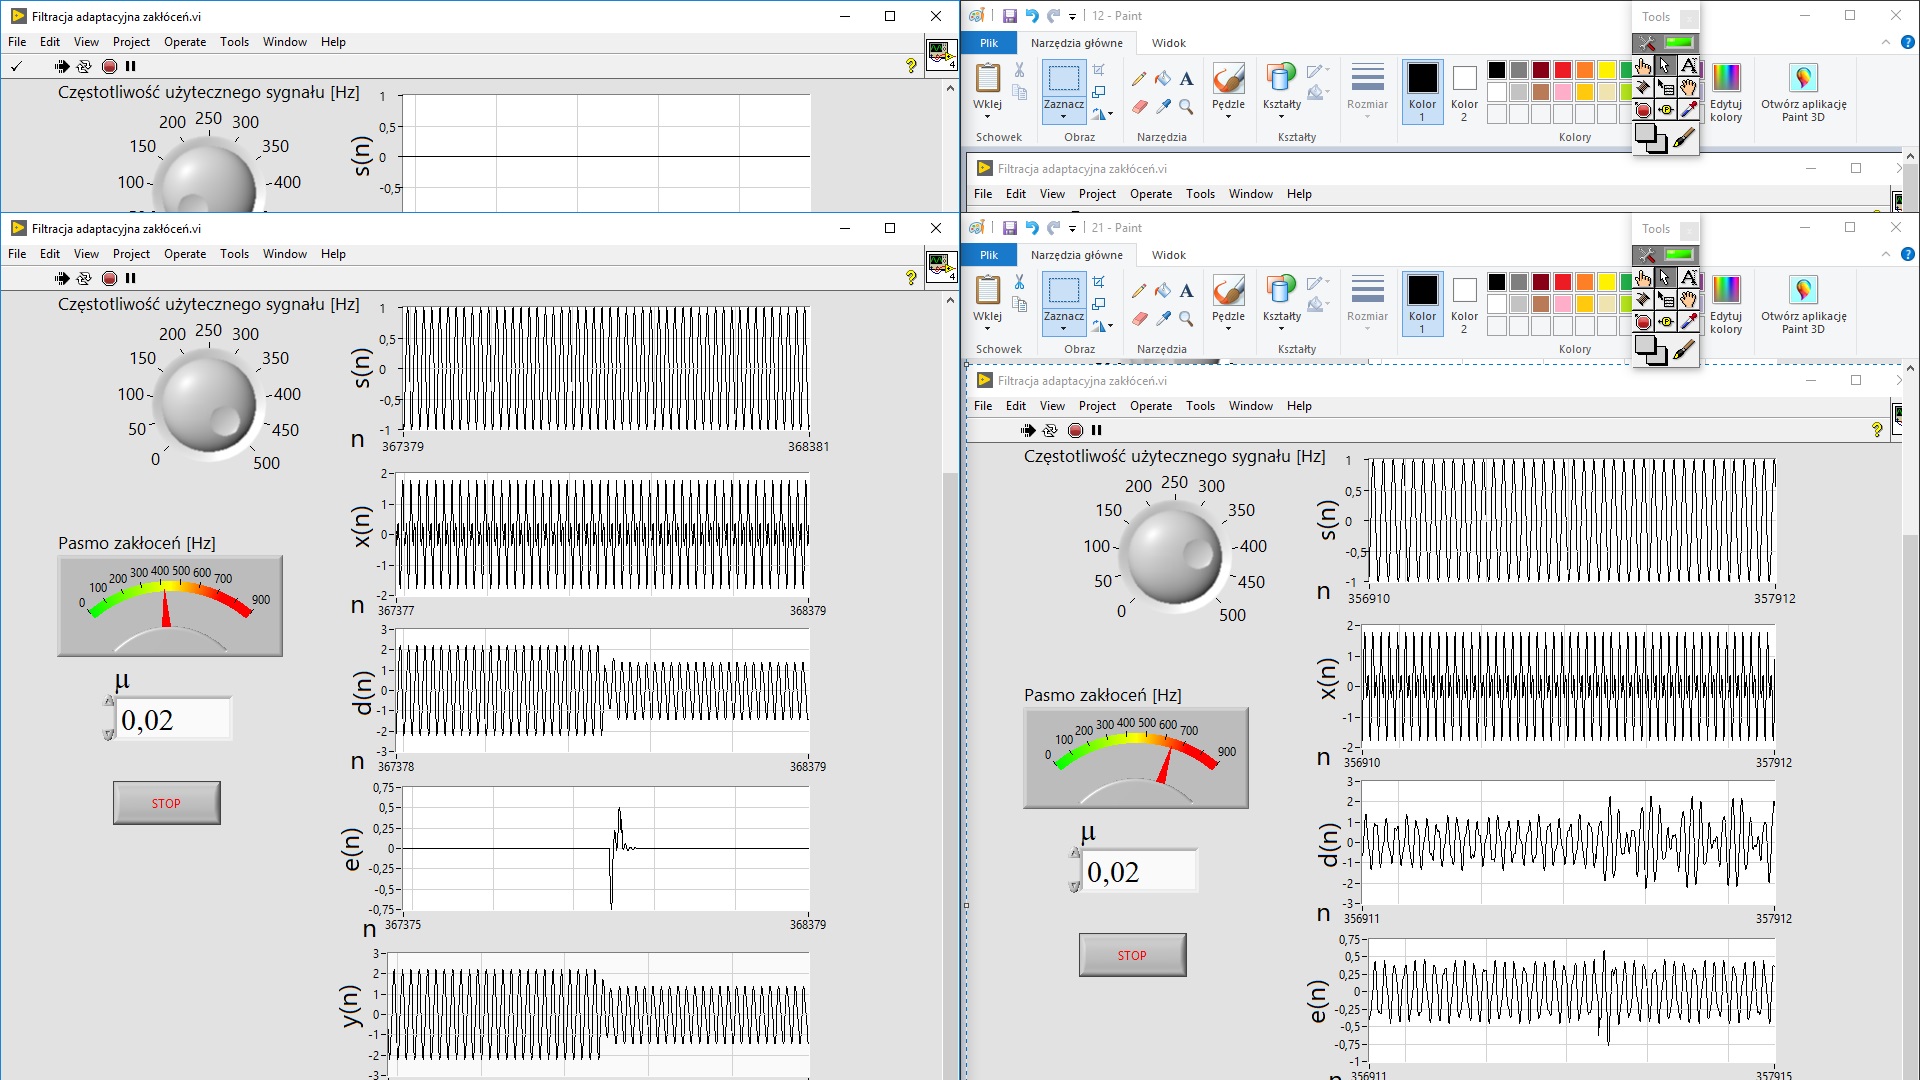 Filtracja adaptacyjna zakłóceń.vi
File Edit View Project Operate Tools Window Help
4
Częstotliwość użytecznego sygnału [Hz]
200 250 300
150 350
100 400
s(n)
1
0,5
0
-0,5
12 - Paint
Tools
Plik Narzędzia główne Widok
Wklej Zaznacz Pędzle Kształty Rozmiar Kolor 1 Kolor 2 Edytuj kolory Otwórz aplikację Paint 3D
Schowek Obraz Narzędzia Kształty Kolory
Filtracja adaptacyjna zakłóceń.vi
File Edit View Project Operate Tools Window Help
Filtracja adaptacyjna zakłóceń.vi
File Edit View Project Operate Tools Window Help
4
Częstotliwość użytecznego sygnału [Hz]
200 250 300
150 350
100 400
50 450
0 500
Pasmo zakłoceń [Hz]
0 100 200 300 400 500 600 700 900
μ
0,02
STOP
s(n)
1
0,5
0
-0,5
-1
n
367379 368381
x(n)
2
1
0
-1
-2
n
367377 368379
d(n)
3
2
1
0
-1
-2
-3
n
367378 368379
e(n)
0,75
0,5
0,25
0
-0,25
-0,5
-0,75
n
367375 368379
y(n)
3
2
1
0
-1
-2
-3
21 - Paint
Tools
Plik Narzędzia główne Widok
Wklej Zaznacz Pędzle Kształty Rozmiar Kolor 1 Kolor 2 Edytuj kolory Otwórz aplikację Paint 3D
Schowek Obraz Narzędzia Kształty Kolory
Filtracja adaptacyjna zakłóceń.vi
File Edit View Project Operate Tools Window Help
Częstotliwość użytecznego sygnału [Hz]
200 250 300
150 350
100 400
50 450
0 500
Pasmo zakłoceń [Hz]
0 100 200 300 400 500 600 700 900
μ
0,02
STOP
s(n)
1
0,5
0
-0,5
-1
n
356910 357912
x(n)
2
1
0
-1
-2
n
356910 357912
d(n)
3
2
1
0
-1
-2
-3
n
356911 357912
e(n)
0,75
0,5
0,25
0
-0,25
-0,5
-0,75
-1
n
356911 357915